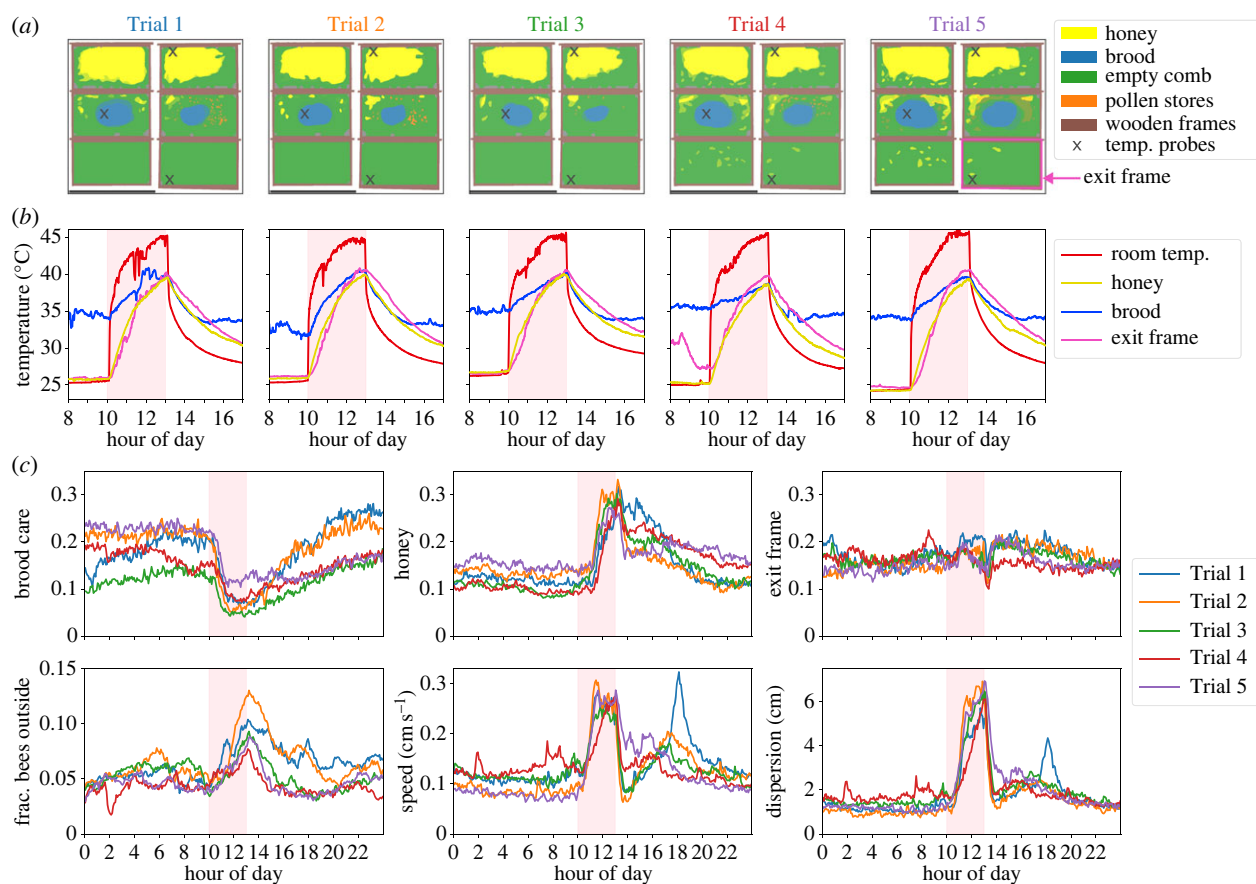 (a) Trial 1 Trial 2 Trial 3 Trial 4 Trial 5
x x x x x
x x x x x
x x x x x
honey
brood
empty comb
pollen stores
wooden frames
x temp. probes
exit frame
(b)
temperature (°C)
45
40
35
30
25
8 10 12 14 16 8 10 12 14 16 8 10 12 14 16 8 10 12 14 16 8 10 12 14 16
hour of day hour of day hour of day hour of day hour of day
room temp.
honey
brood
exit frame
(c)
brood care
0.3
0.2
0.1
0
honey
0.3
0.2
0.1
0
exit frame
0.3
0.2
0.1
0
frac. bees outside
0.15
0.10
0.05
0
0 2 4 6 8 10 12 14 16 18 20 22
hour of day
speed (cm s⁻¹)
0.3
0.2
0.1
0
0 2 4 6 8 10 12 14 16 18 20 22
hour of day
dispersion (cm)
6
4
2
0
0 2 4 6 8 10 12 14 16 18 20 22
hour of day
Trial 1
Trial 2
Trial 3
Trial 4
Trial 5